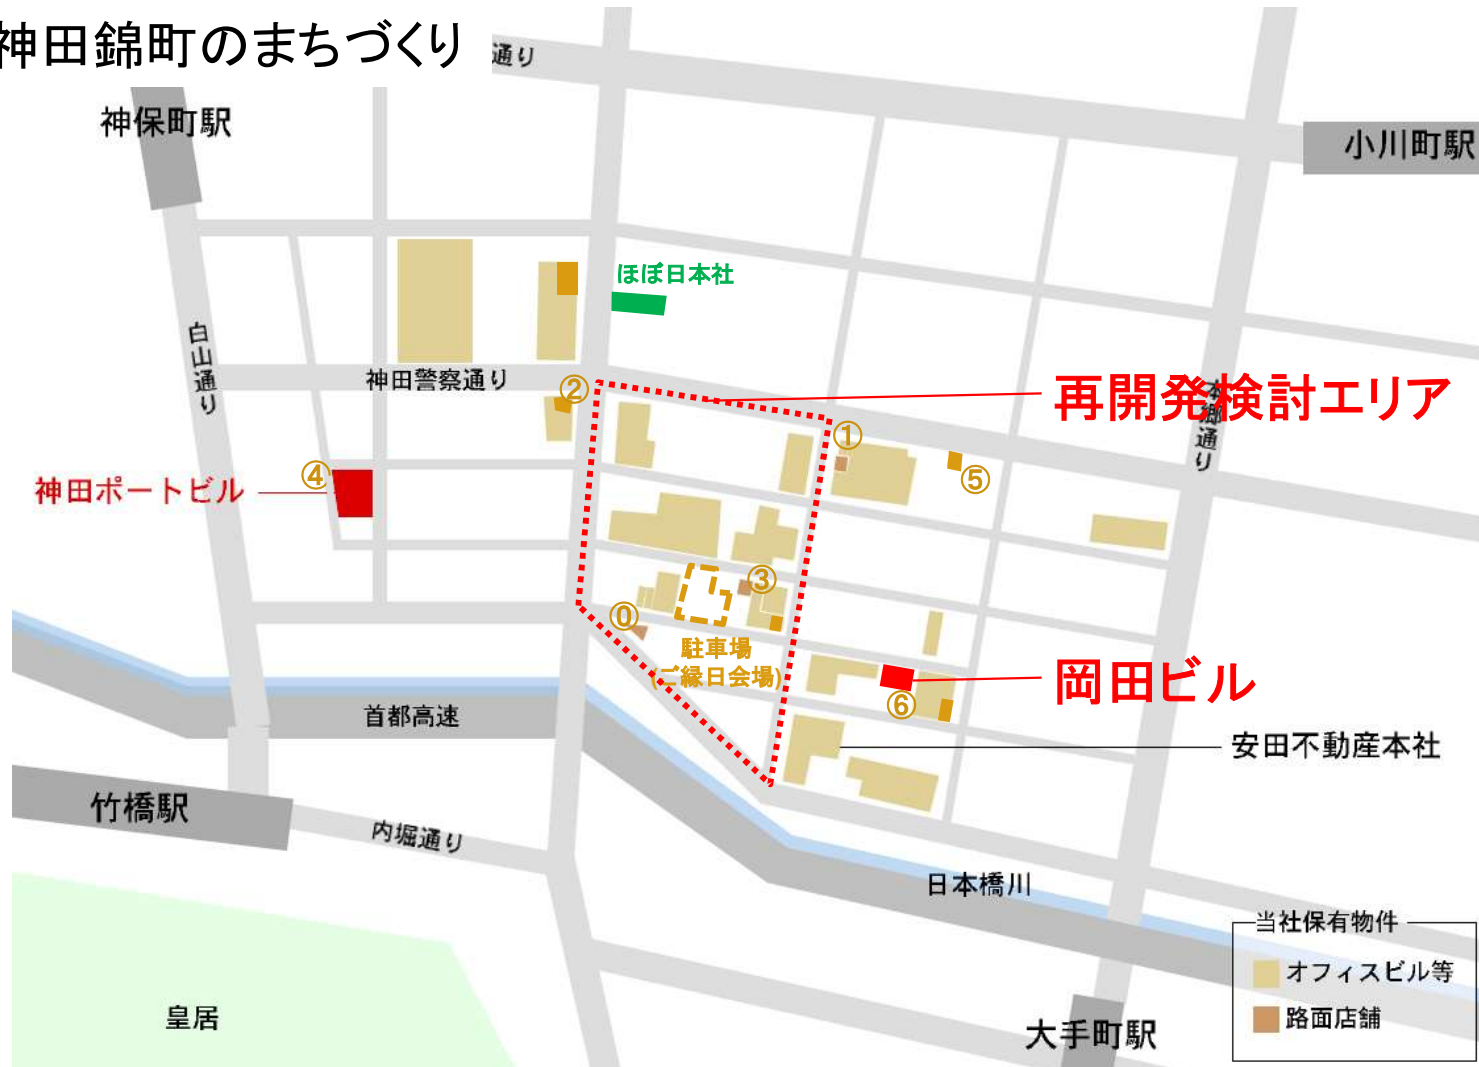 神田錦町のまちづくり
通り
神保町駅
小川町駅
ほぼ日本社
白山通り
神田警察通り
②
再開発検討エリア
本郷通り
①
④
⑤
神田ポートビル
③
⓪
駐車場
(ご縁日会場)
岡田ビル
⑥
首都高速
安田不動産本社
竹橋駅
内堀通り
日本橋川
当社保有物件
オフィスビル等
路面店舗
皇居
大手町駅